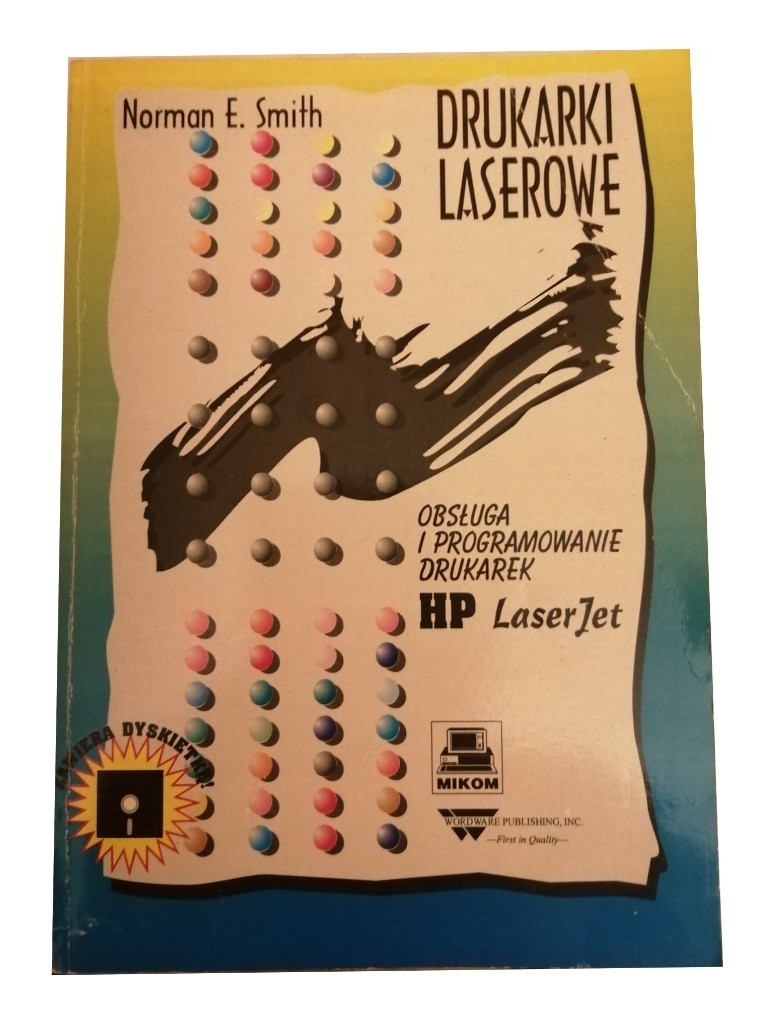 Norman E. Smith
DRUKARKI
LASEROWE
OBSŁUGA
I PROGRAMOWANIE
DRUKAREK
HP LaserJet
ZAWIERA DYSKIETKĘ!
MIKOM
WORDWARE PUBLISHING, INC.
—First in Quality—